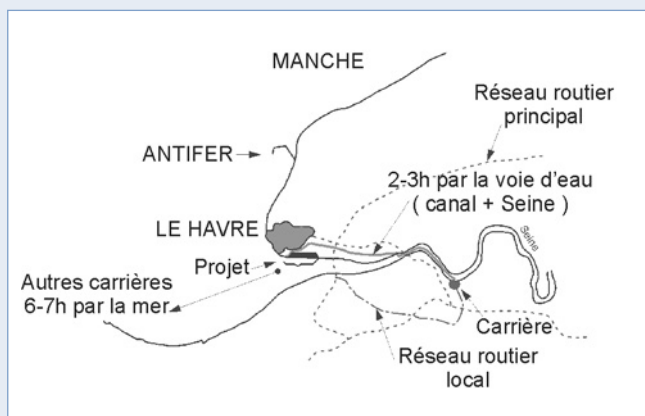 MANCHE
Réseau routier
principal
ANTIFER
2-3h par la voie d'eau
( canal + Seine )
LE HAVRE
Seine
Projet
Autres carrières
6-7h par la mer
Carrière
Réseau routier
local